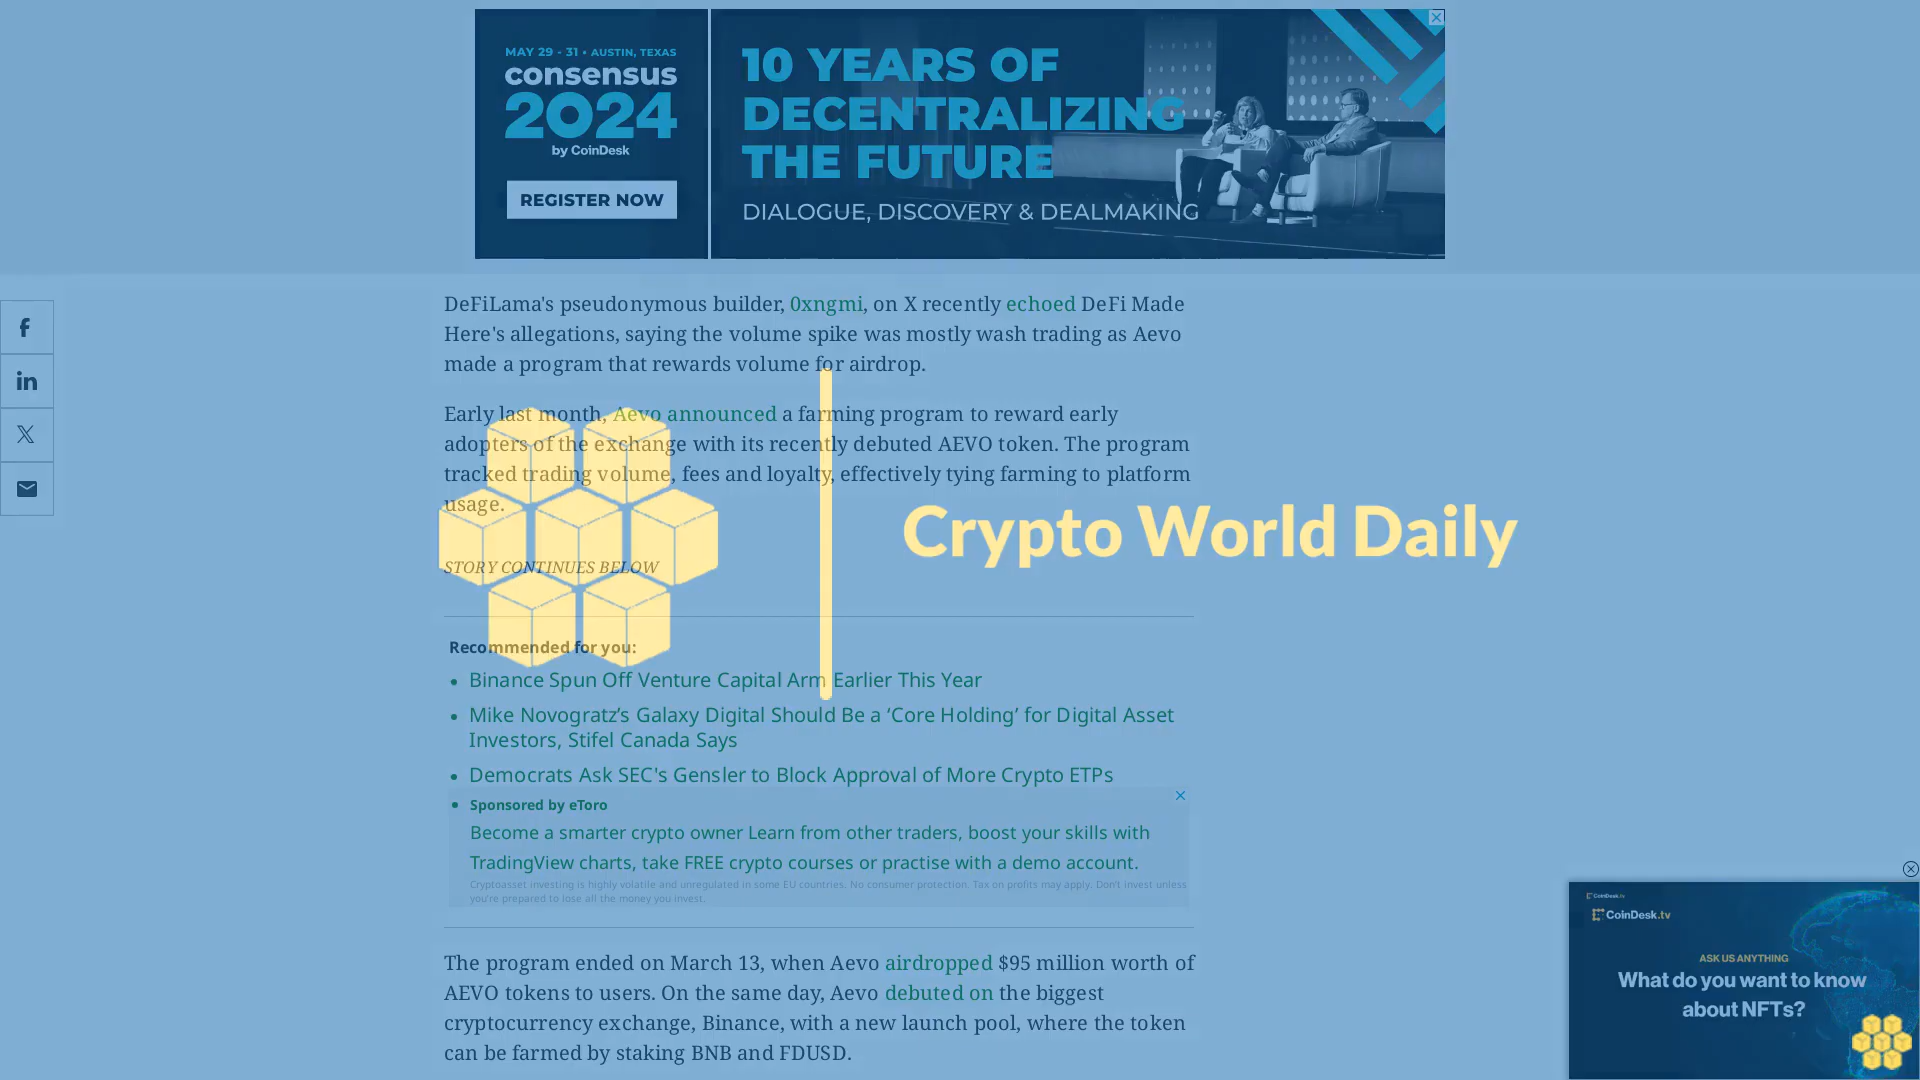 MAY 29 - 31 • AUSTIN, TEXAS
consensus
2024
by CoinDesk
REGISTER NOW
10 YEARS OF
DECENTRALIZING
THE FUTURE
DIALOGUE, DISCOVERY & DEALMAKING
DeFiLama's pseudonymous builder, 0xngmi, on X recently echoed DeFi Made
Here's allegations, saying the volume spike was mostly wash trading as Aevo
made a program that rewards volume for airdrop.
Early last month, Aevo announced a farming program to reward early
adopters of the exchange with its recently debuted AEVO token. The program
tracked trading volume, fees and loyalty, effectively tying farming to platform
usage.
Crypto World Daily
STORY CONTINUES BELOW
Recommended for you:
• Binance Spun Off Venture Capital Arm Earlier This Year
• Mike Novogratz’s Galaxy Digital Should Be a ‘Core Holding’ for Digital Asset
Investors, Stifel Canada Says
• Democrats Ask SEC's Gensler to Block Approval of More Crypto ETPs
• Sponsored by eToro
Become a smarter crypto owner Learn from other traders, boost your skills with
TradingView charts, take FREE crypto courses or practise with a demo account.
Cryptoasset investing is highly volatile and unregulated in some EU countries. No consumer protection. Tax on profits may apply. Don't invest unless
you're prepared to lose all the money you invest.
The program ended on March 13, when Aevo airdropped $95 million worth of
AEVO tokens to users. On the same day, Aevo debuted on the biggest
cryptocurrency exchange, Binance, with a new launch pool, where the token
can be farmed by staking BNB and FDUSD.
CoinDesk.tv
CoinDesk.tv
ASK US ANYTHING
What do you want to know
about NFTs?